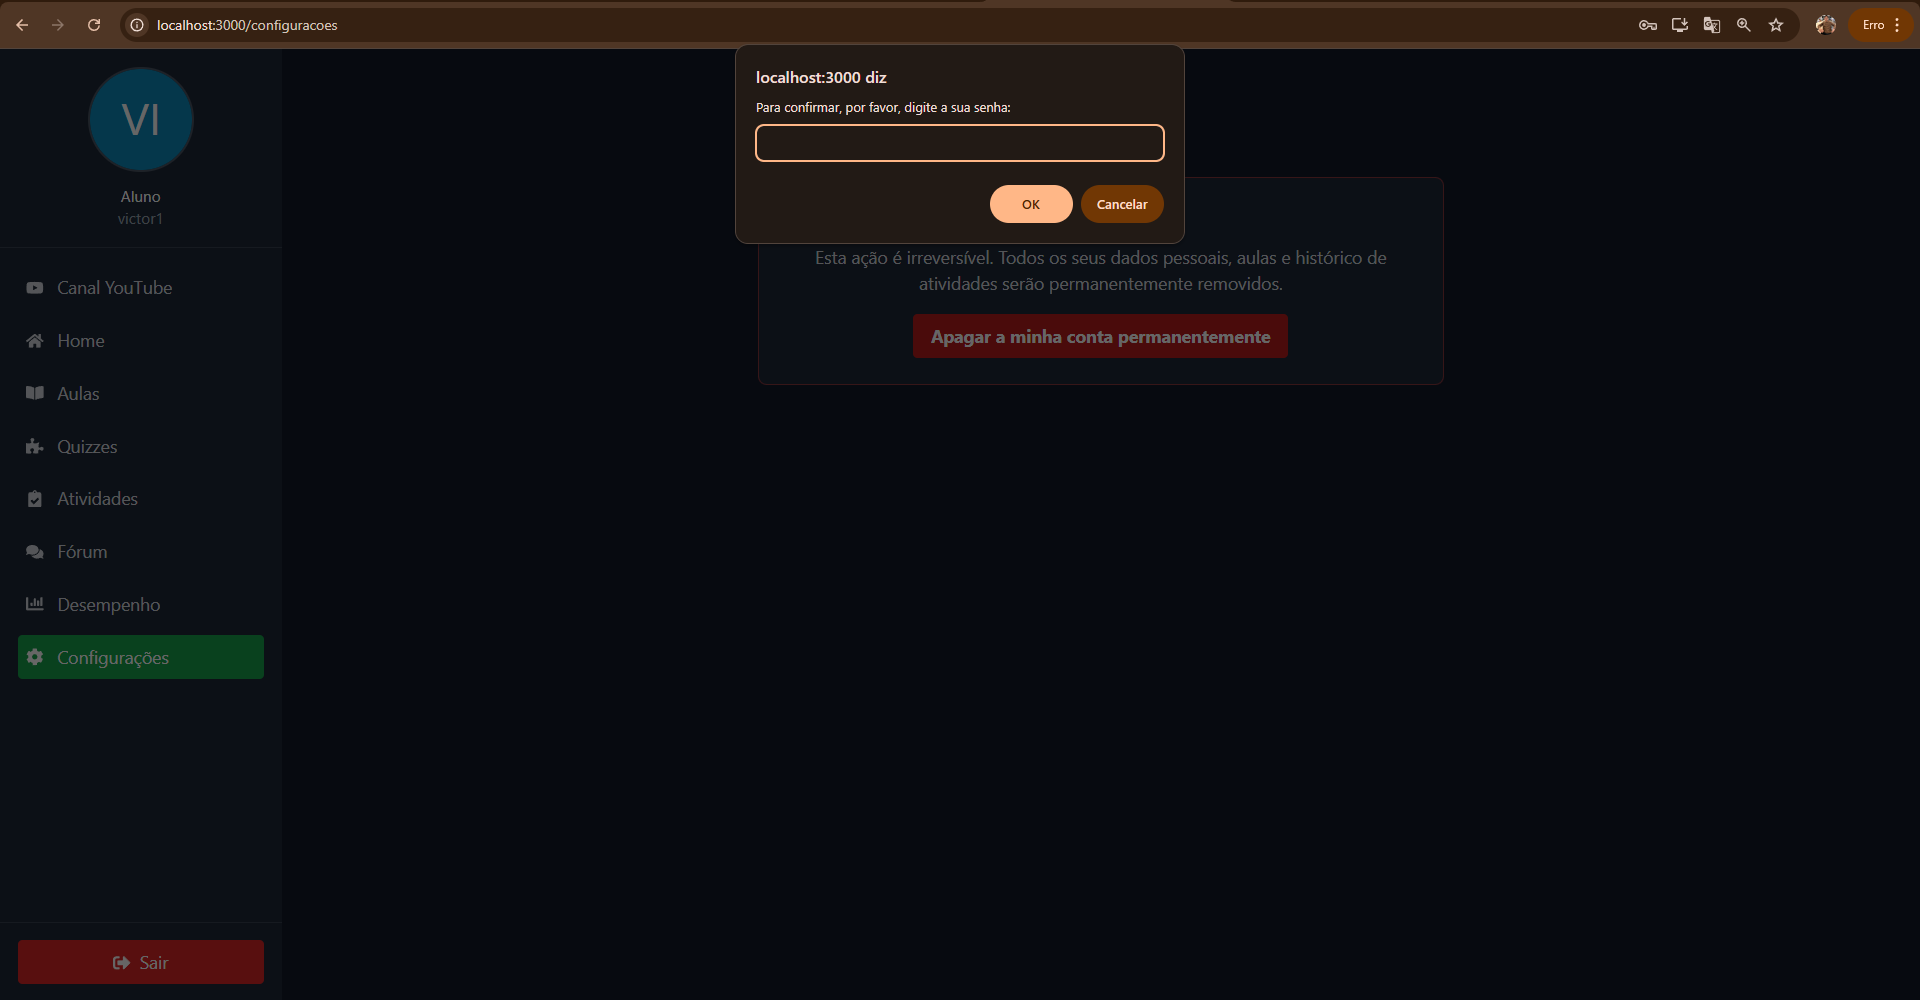 localhost:3000/configuracoes
Erro
localhost:3000 diz
Para confirmar, por favor, digite a sua senha:
OK
Cancelar
VI
Aluno
victor1
Canal YouTube
Home
Aulas
Quizzes
Atividades
Fórum
Desempenho
Configurações
Sair
Esta ação é irreversível. Todos os seus dados pessoais, aulas e histórico de
atividades serão permanentemente removidos.
Apagar a minha conta permanentemente